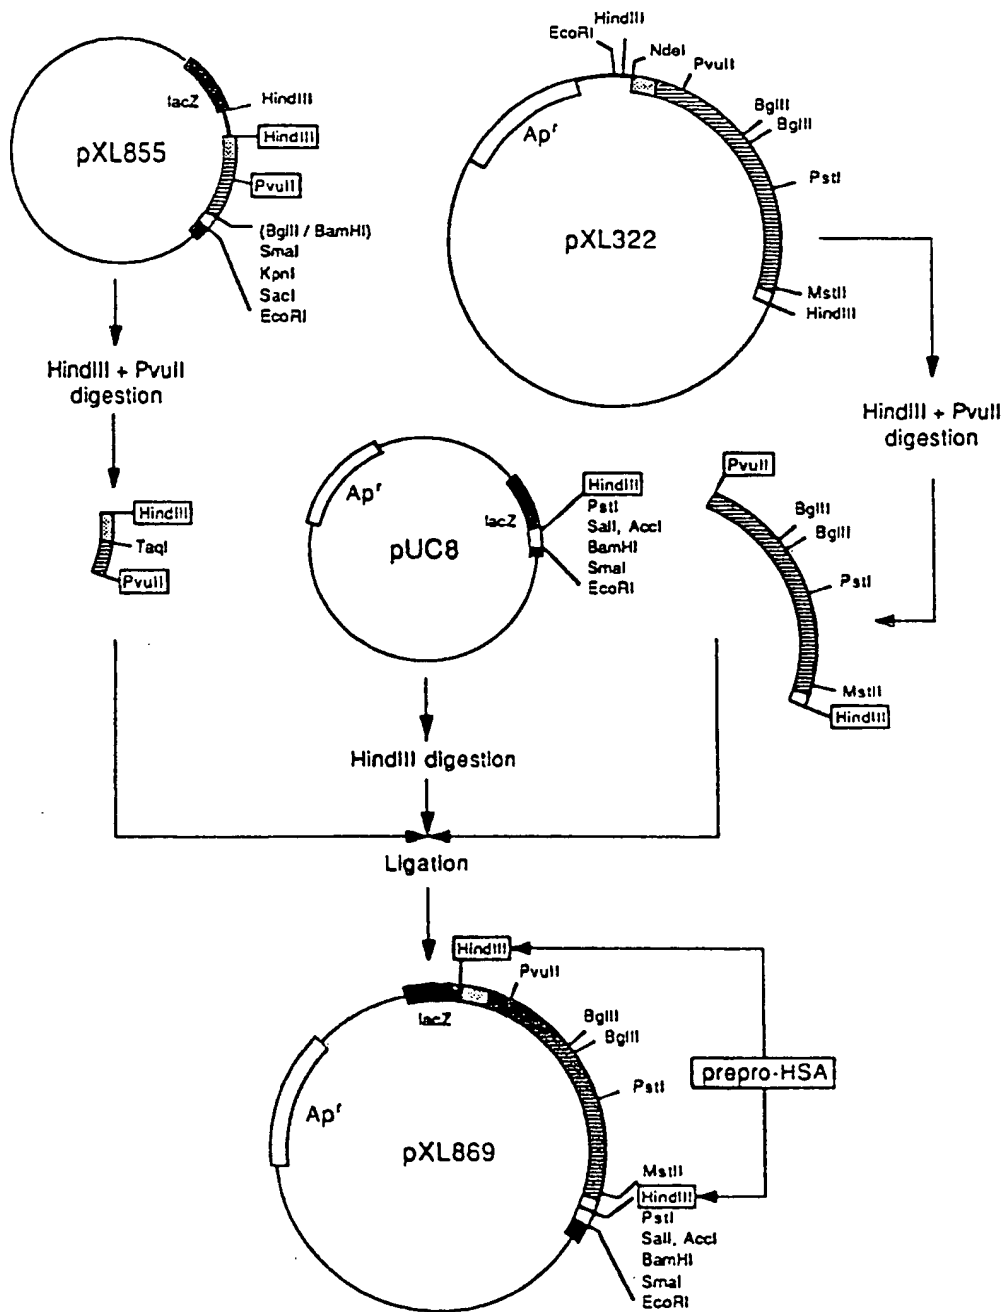 lacZ
HindIII
HindIII
pXL855
PvuII
(BglII / BamHI)
SmaI
KpnI
SacI
EcoRI
HindIII + PvuII
digestion
HindIII
TaqI
PvuII
HindIII
EcoRI
NdeI
PvuII
BglII
BglII
Ap^r
PstI
pXL322
MstII
HindIII
HindIII + PvuII
digestion
PvuII
BglII
BglII
PstI
MstII
HindIII
Ap^r
lacZ
HindIII
PstI
SalI, AccI
BamHI
SmaI
EcoRI
pUC8
HindIII digestion
Ligation
HindIII
PvuII
lacZ
BglII
BglII
prepro-HSA
PstI
Ap^r
pXL869
MstII
HindIII
PstI
SalI, AccI
BamHI
SmaI
EcoRI